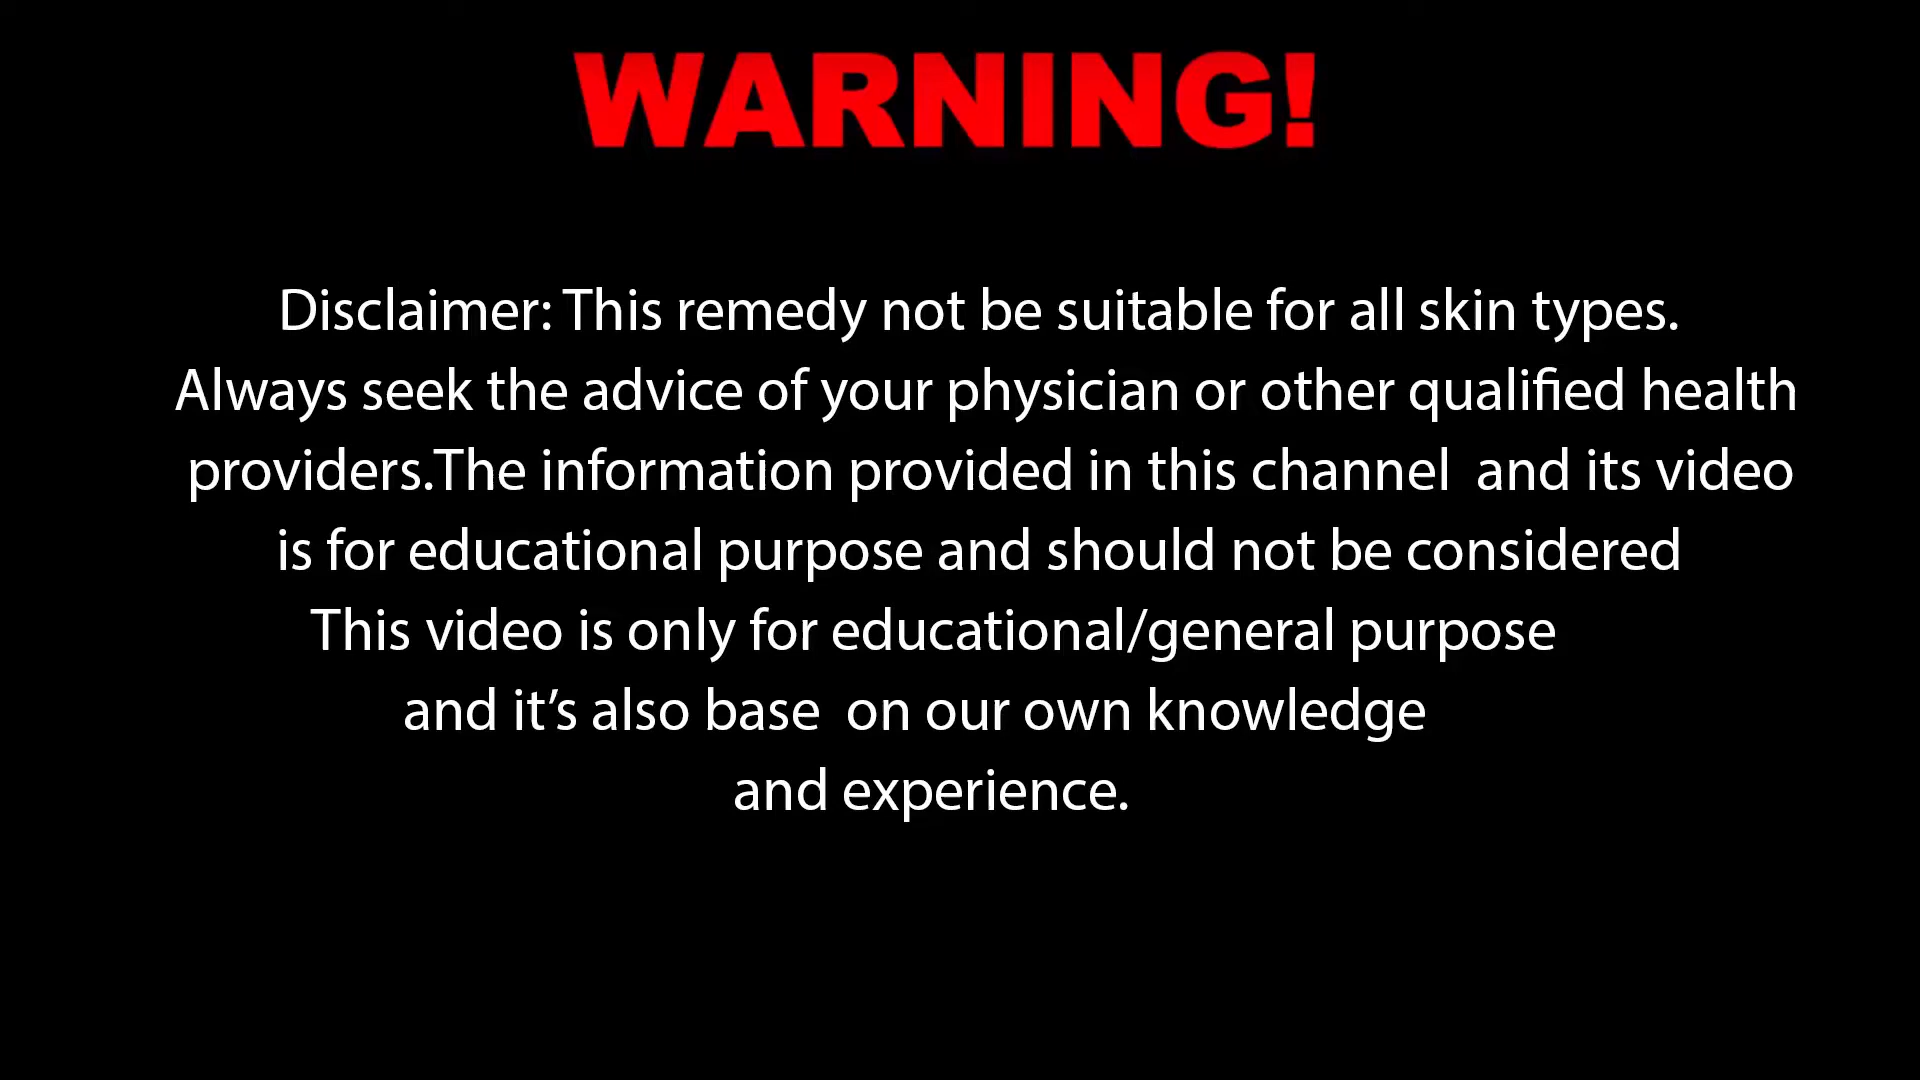 WARNING!
Disclaimer: This remedy not be suitable for all skin types.
Always seek the advice of your physician or other qualified health
providers.The information provided in this channel  and its video
is for educational purpose and should not be considered
This video is only for educational/general purpose
and it’s also base  on our own knowledge
and experience.